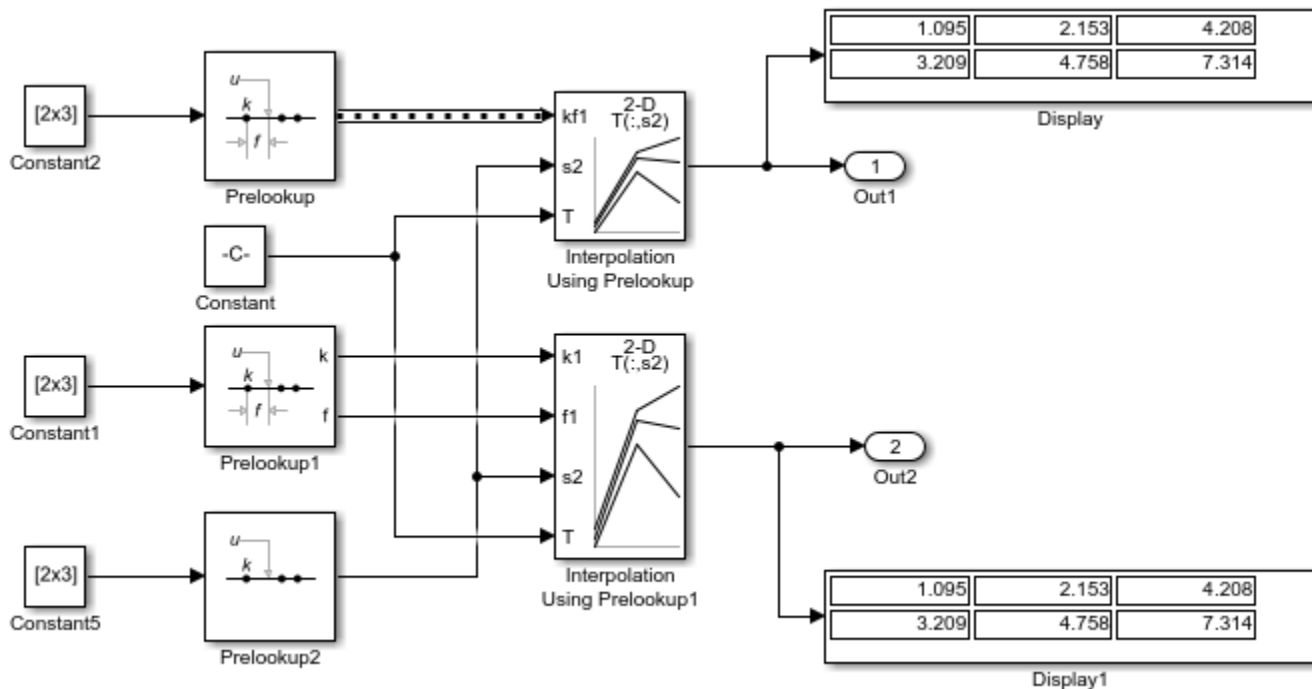 [2x3]
Constant2
u
k
f
Prelookup
-C-
Constant
kf1
s2
T
2-D
T(:,s2)
Interpolation
Using Prelookup
1.095 2.153 4.208
3.209 4.758 7.314
Display
1
Out1
[2x3]
Constant1
u
k
f
k
f
Prelookup1
k1
f1
s2
T
2-D
T(:,s2)
Interpolation
Using Prelookup1
2
Out2
[2x3]
Constant5
u
k
Prelookup2
1.095 2.153 4.208
3.209 4.758 7.314
Display1